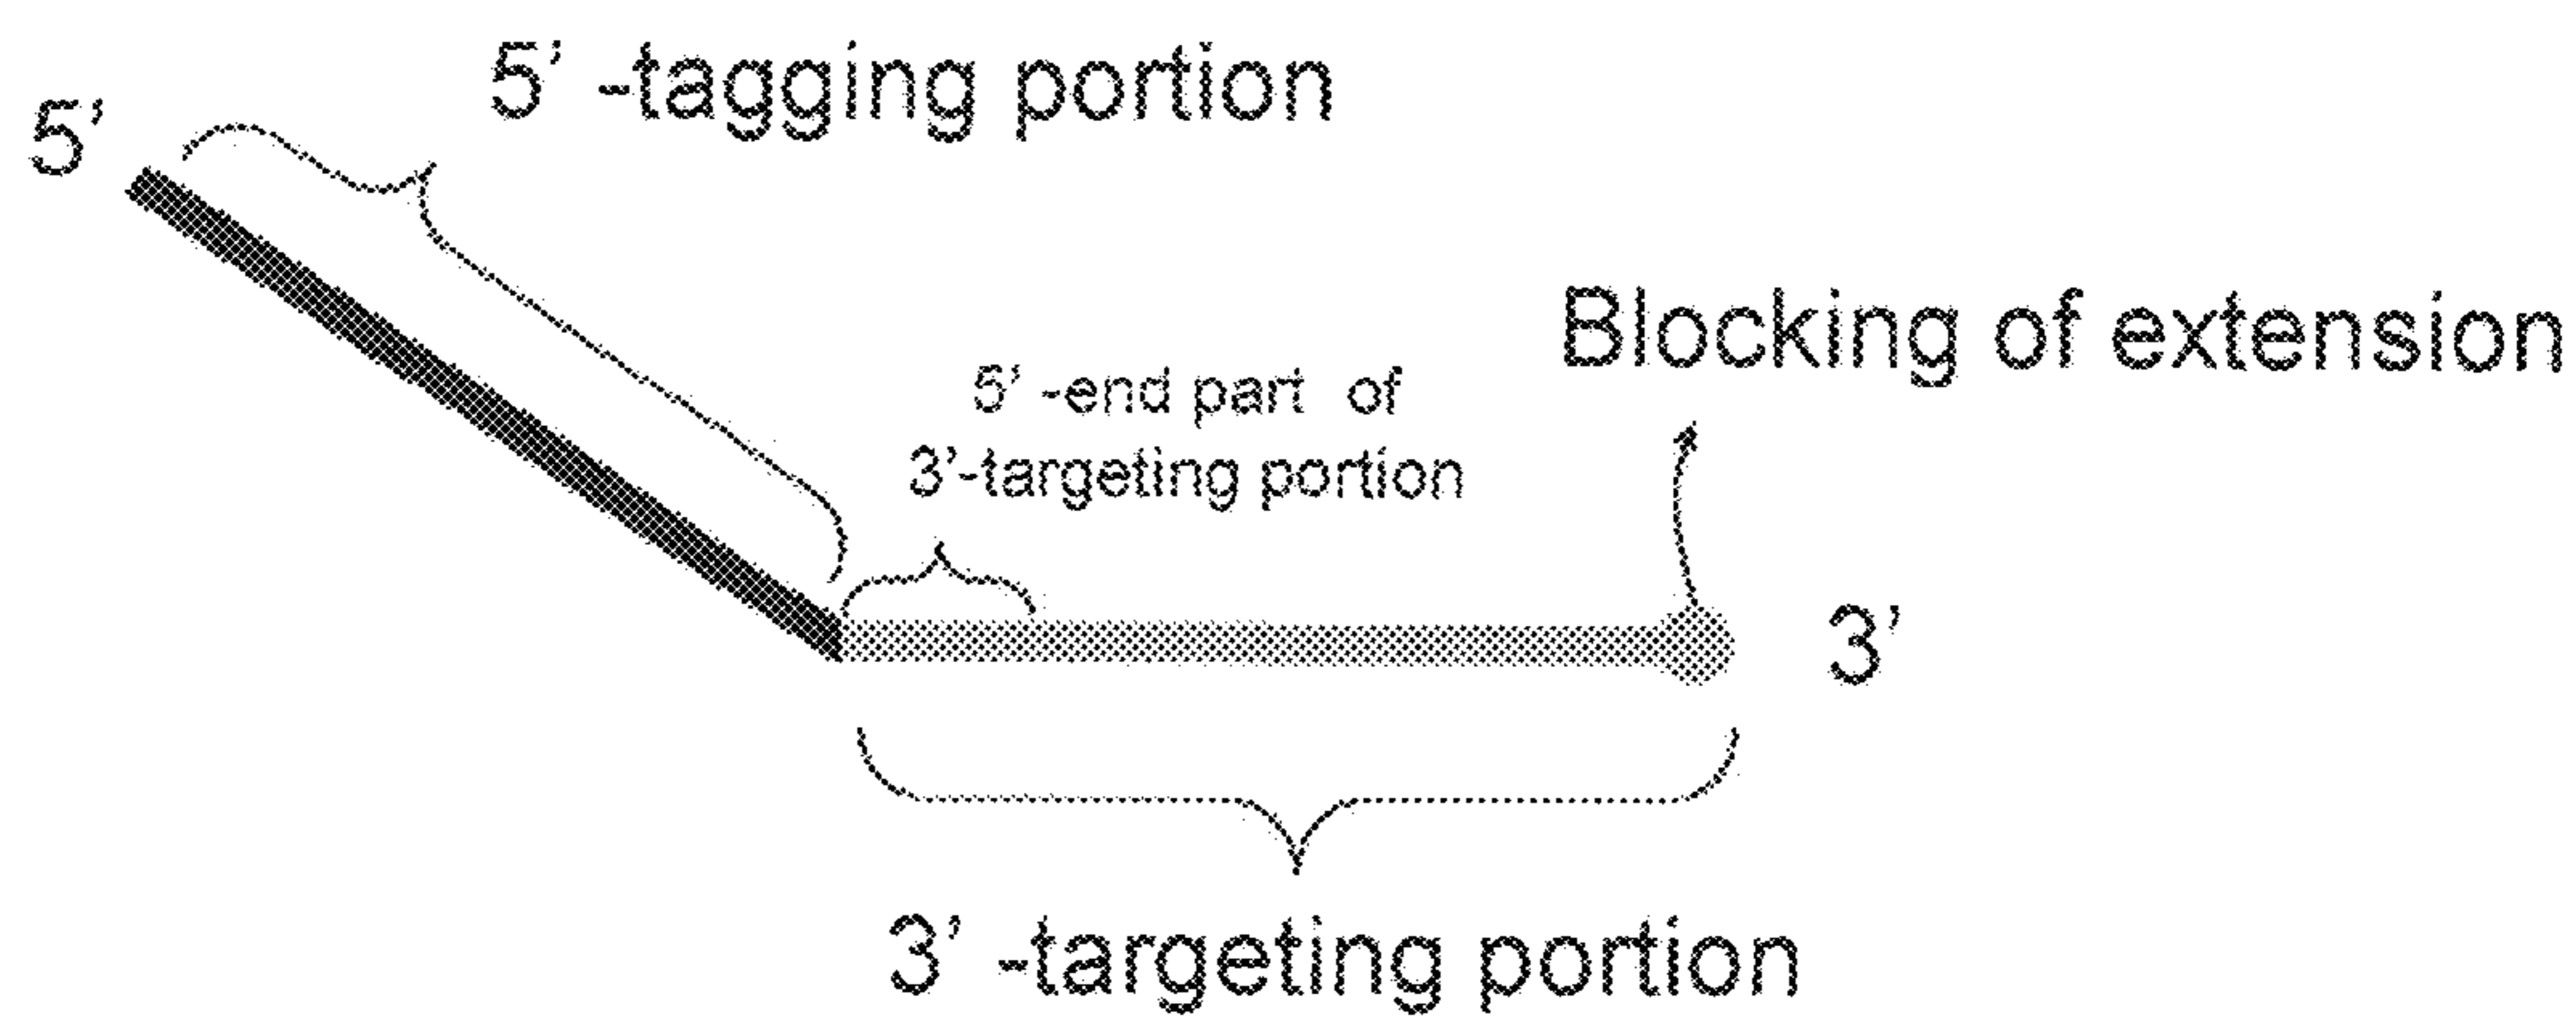 5' -tagging portion
5'
Blocking of extension
5' -end part of
3'-targeting portion
3'
3' -targeting portion